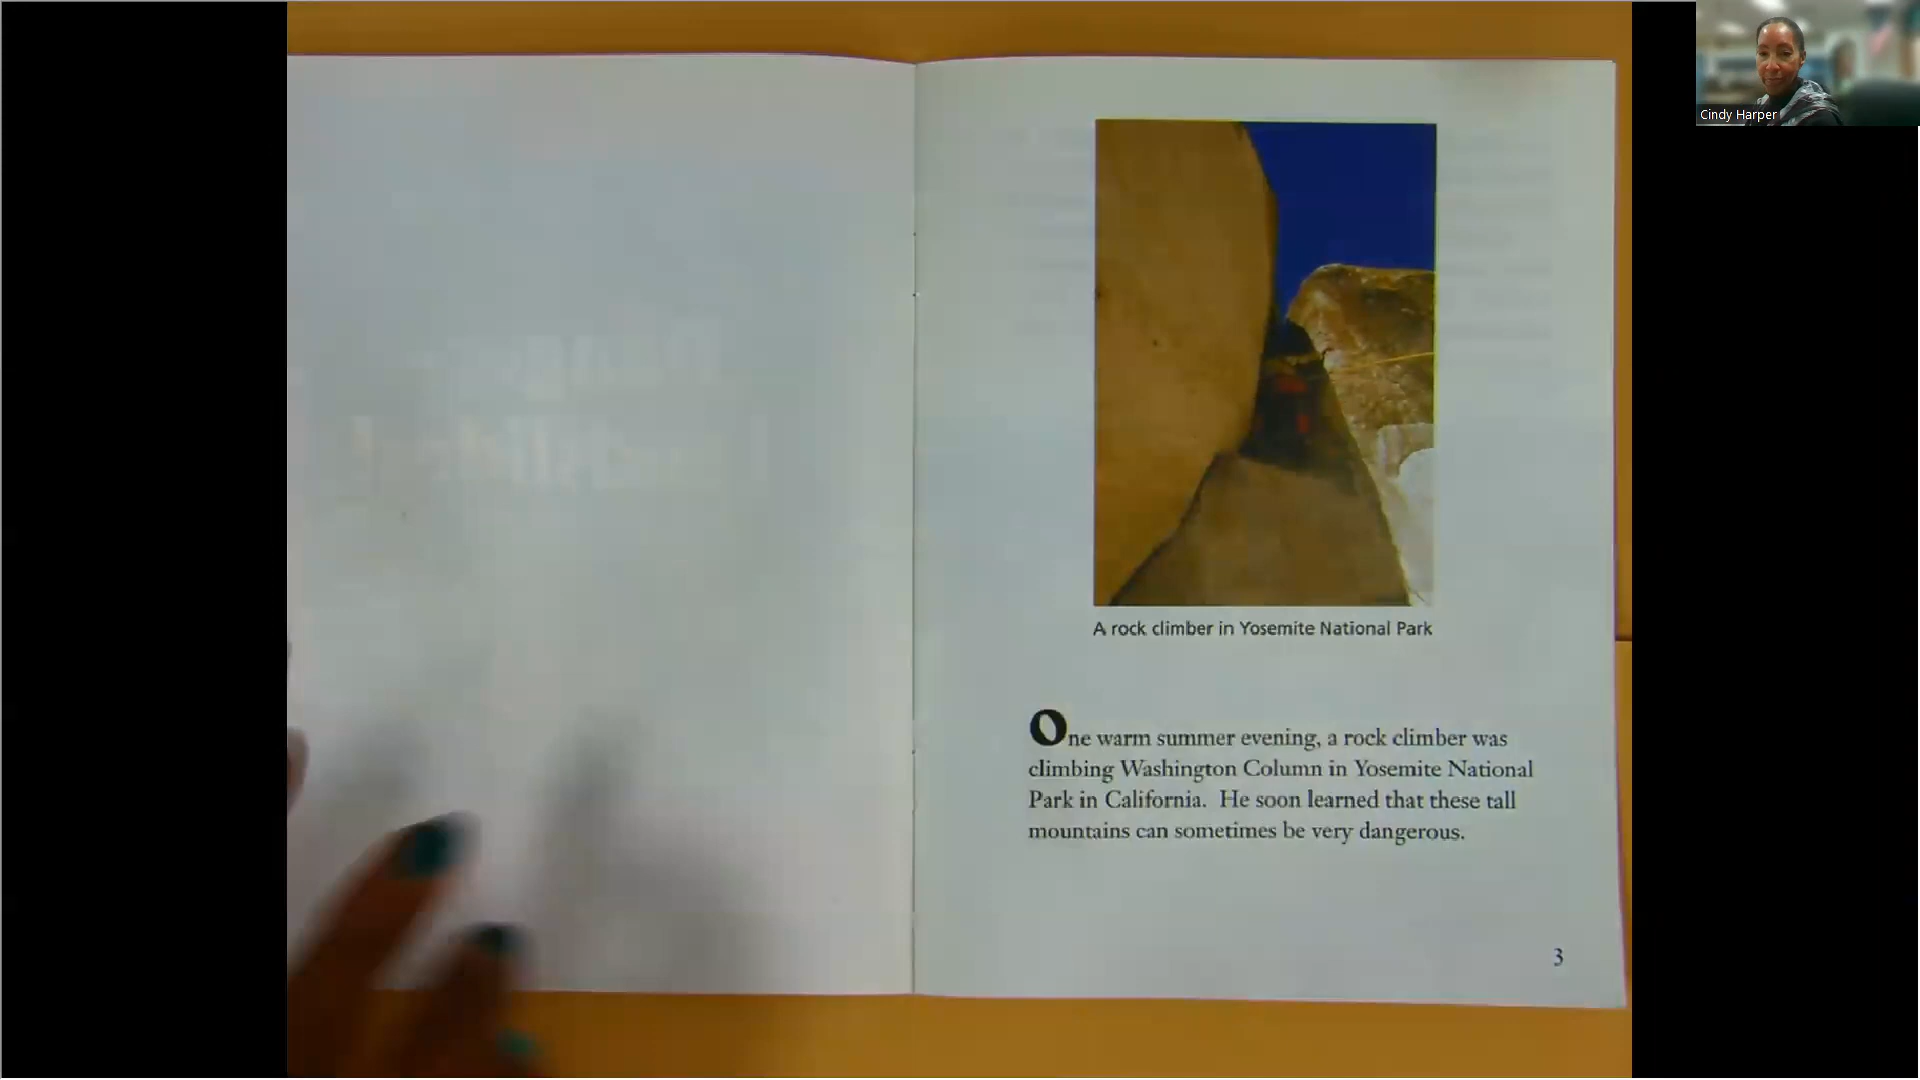 Cindy Harper
A rock climber in Yosemite National Park
One warm summer evening, a rock climber was
climbing Washington Column in Yosemite National
Park in California. He soon learned that these tall
mountains can sometimes be very dangerous.
3